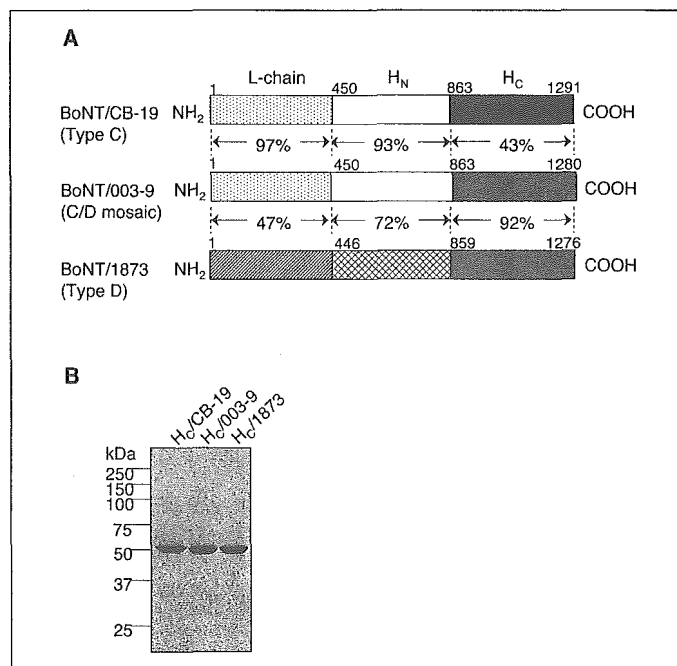 A
L-chain HN HC
1 450 863 1291
BoNT/CB-19 NH2 COOH
(Type C)
97% 93% 43%
1 450 863 1280
BoNT/003-9 NH2 COOH
(C/D mosaic)
47% 72% 92%
1 446 859 1276
BoNT/1873 NH2 COOH
(Type D)
B
HC/CB-19 HC/003-9 HC/1873
kDa
250
150
100
75
50
37
25